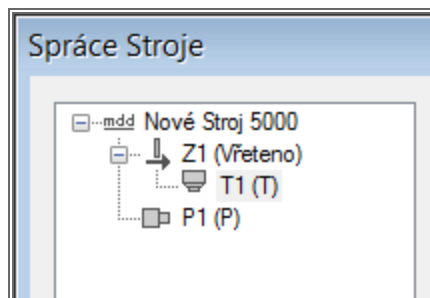 Spráce Stroje
mdd Nové Stroj 5000
Z1 (Vřeteno)
T1 (T)
P1 (P)